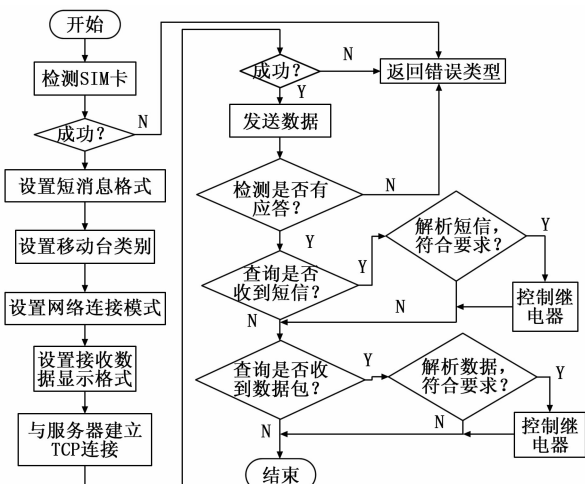 开始
检测SIM卡
成功？
N
设置短消息格式
设置移动台类别
设置网络连接模式
设置接收数
据显示格式
与服务器建立
TCP连接
成功？
N
返回错误类型
Y
发送数据
检测是否有
应答？
N
Y
查询是否
收到短信？
Y
N
解析短信，
符合要求？
Y
N
控制继
电器
查询是否收
到数据包？
Y
N
解析数据，
符合要求？
Y
N
控制继
电器
结束